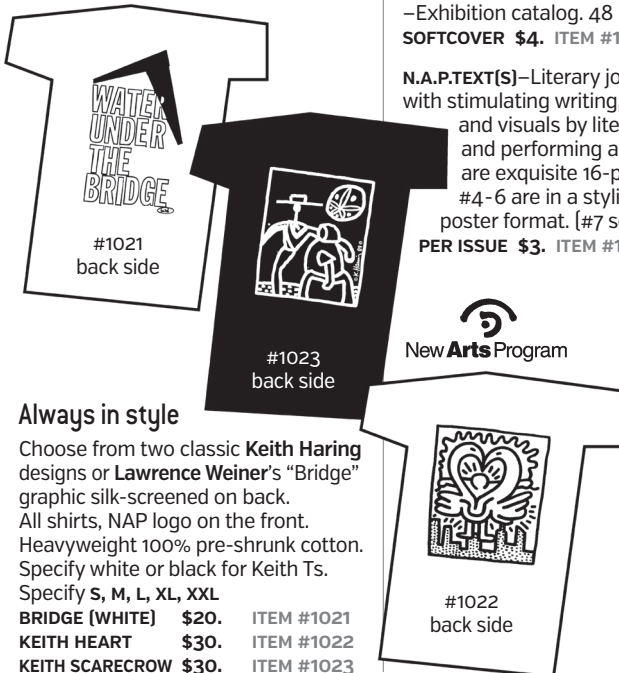 WATER
UNDER
THE
BRIDGE
#1021
back side
#1023
back side
Always in style
Choose from two classic Keith Haring
designs or Lawrence Weiner's “Bridge”
graphic silk-screened on back.
All shirts, NAP logo on the front.
Heavyweight 100% pre-shrunk cotton.
Specify white or black for Keith Ts.
Specify S, M, L, XL, XXL
BRIDGE (WHITE) $20. ITEM #1021
KEITH HEART $30. ITEM #1022
KEITH SCARECROW $30. ITEM #1023
–Exhibition catalog. 48
SOFTCOVER $4. ITEM #1
N.A.P.TEXT(S)–Literary jo
with stimulating writing,
and visuals by lite
and performing a
are exquisite 16-p
#4-6 are in a styli
poster format. (#7 s
PER ISSUE $3. ITEM #1
New Arts Program
#1022
back side